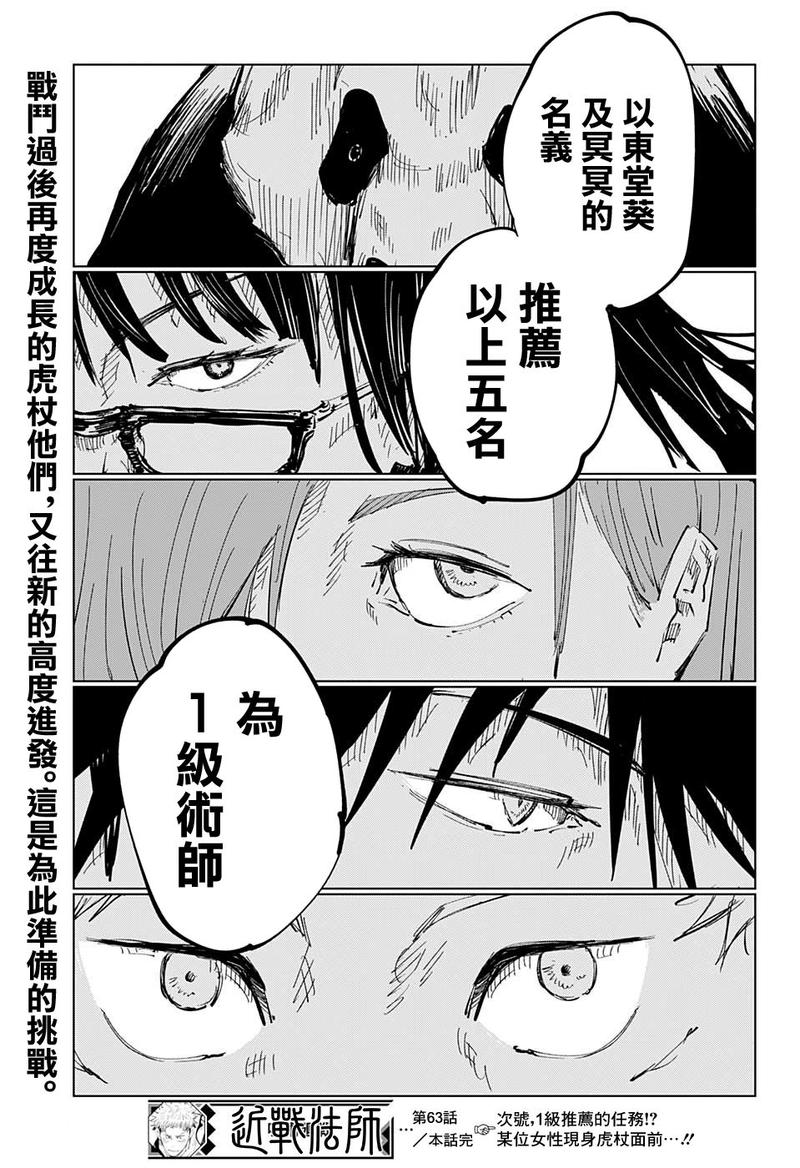 以東堂葵
及冥冥的
名義
推薦
以上五名
為
1級術師
戰鬥過後再度成長的虎杖他們,又往新的高度進發。這是為此準備的挑戰。
近戰法師
…
第63話
／本話完
☞次號,1級推薦的任務!?
某位女性現身虎杖面前…!!